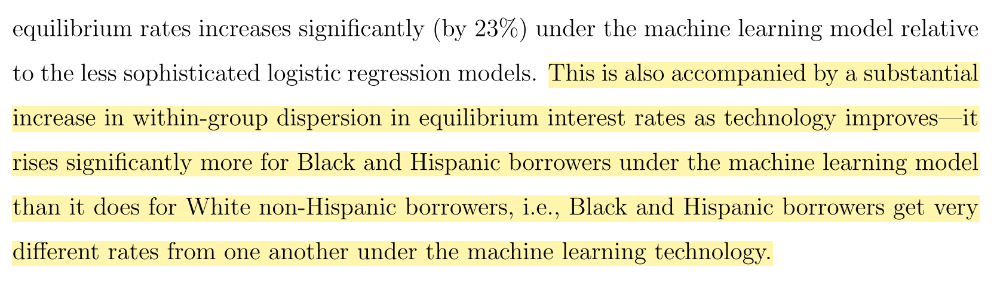 equilibrium rates increases significantly (by 23%) under the machine learning model relative
to the less sophisticated logistic regression models. This is also accompanied by a substantial
increase in within-group dispersion in equilibrium interest rates as technology improves—it
rises significantly more for Black and Hispanic borrowers under the machine learning model
than it does for White non-Hispanic borrowers, i.e., Black and Hispanic borrowers get very
different rates from one another under the machine learning technology.